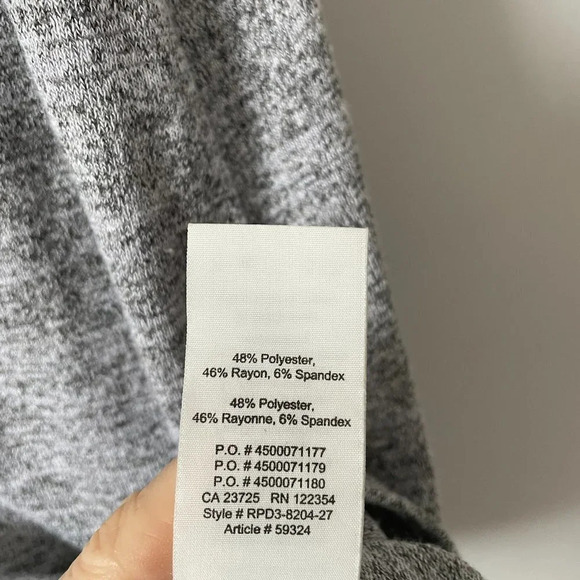 48% Polyester,
46% Rayon, 6% Spandex
48% Polyester,
46% Rayonne, 6% Spandex
P.O. # 4500071177
P.O. # 4500071179
P.O. # 4500071180
CA 23725 RN 122354
Style # RPD3-8204-27
Article # 59324